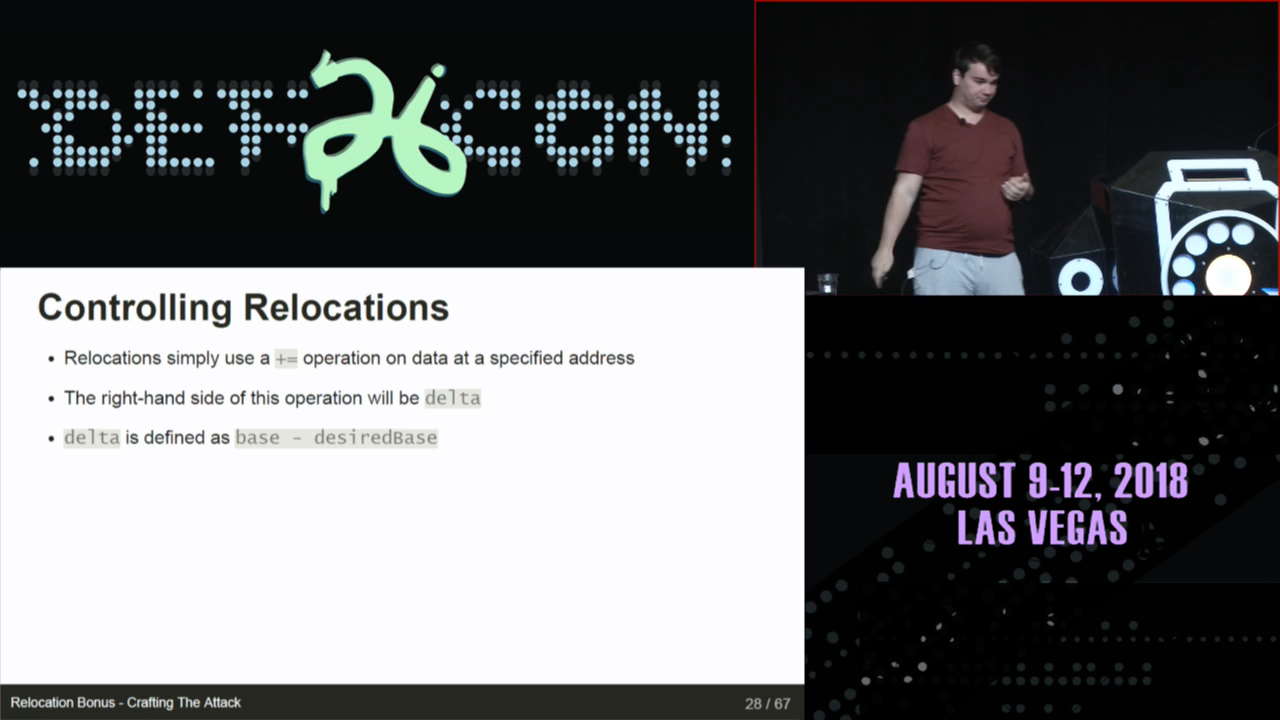 DEF CON 26
Controlling Relocations
• Relocations simply use a += operation on data at a specified address
• The right-hand side of this operation will be delta
• delta is defined as base - desiredBase
AUGUST 9-12, 2018
LAS VEGAS
Relocation Bonus - Crafting The Attack
28 / 67